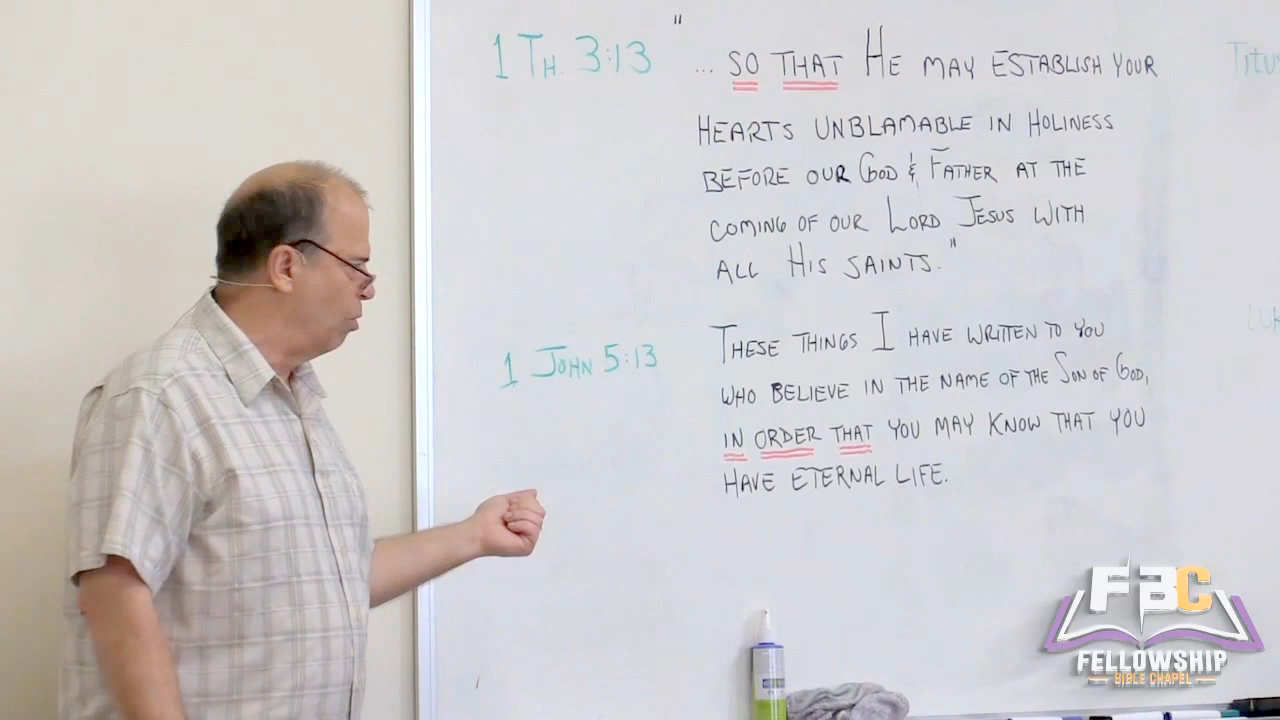 1 TH. 3:13 "... SO THAT HE MAY ESTABLISH YOUR
HEARTS UNBLAMABLE IN HOLINESS
BEFORE OUR GOD & FATHER AT THE
COMING OF OUR LORD JESUS WITH
ALL HIS SAINTS."
1 JOHN 5:13 THESE THINGS I HAVE WRITTEN TO YOU
WHO BELIEVE IN THE NAME OF THE SON OF GOD,
IN ORDER THAT YOU MAY KNOW THAT YOU
HAVE ETERNAL LIFE.
Titus
FBC
FELLOWSHIP
BIBLE CHAPEL